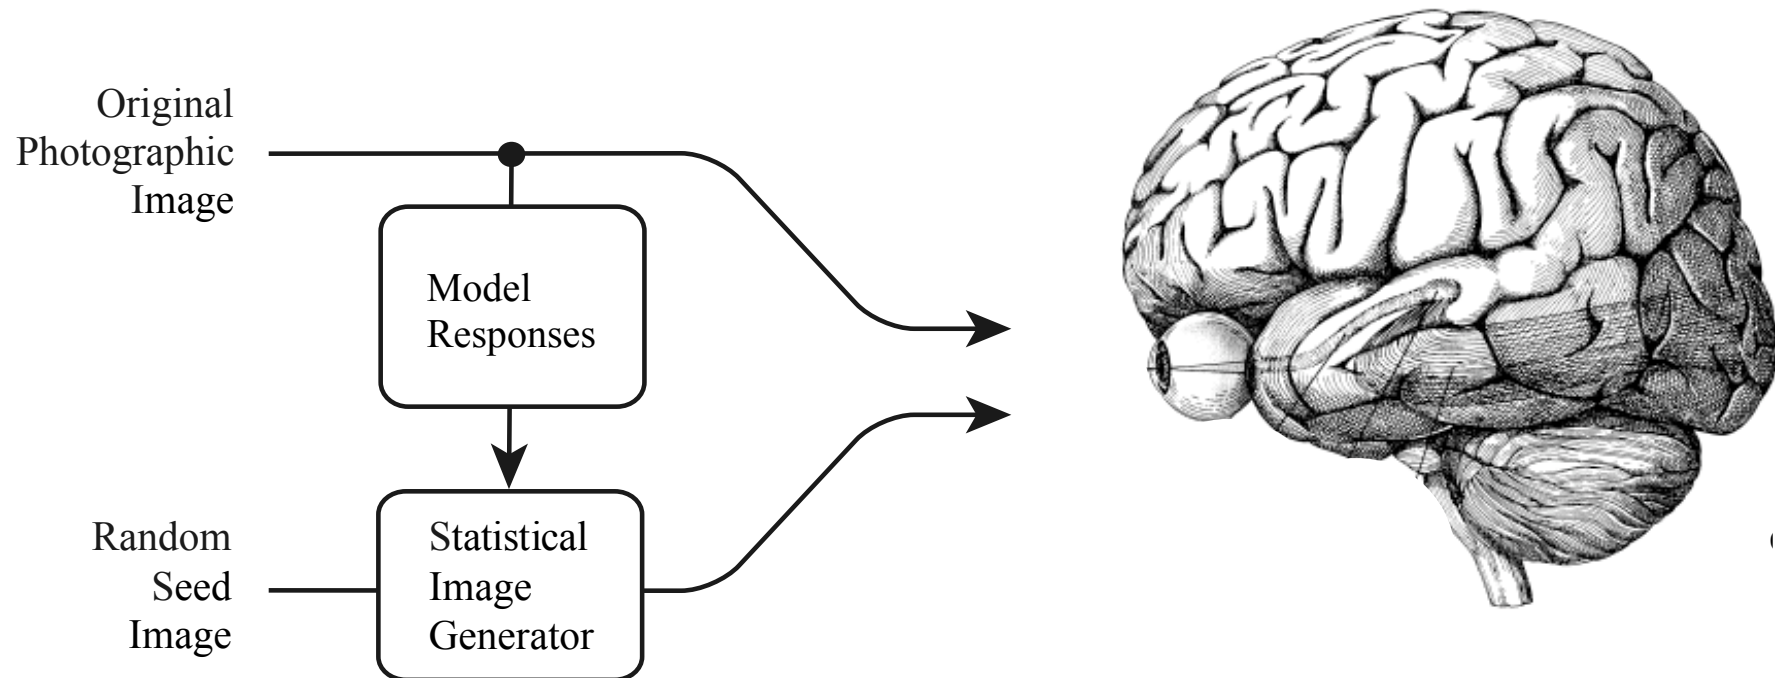 Original
Photographic
Image
Model
Responses
Random
Seed
Image
Statistical
Image
Generator